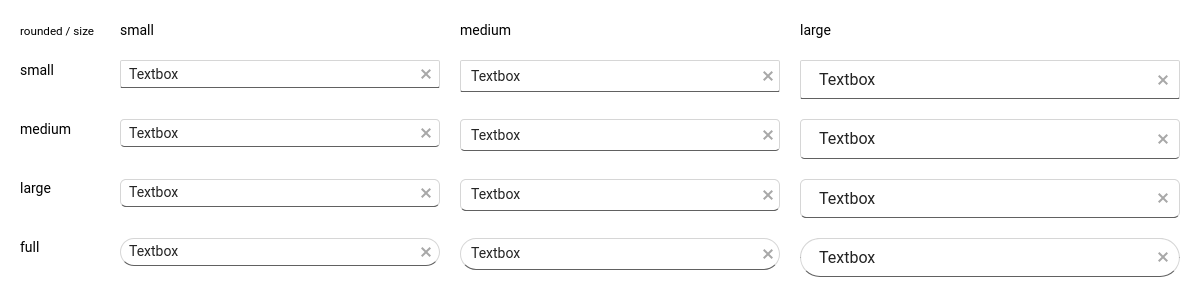 rounded / size small medium large
small Textbox Textbox Textbox
medium Textbox Textbox Textbox
large Textbox Textbox Textbox
full Textbox Textbox Textbox